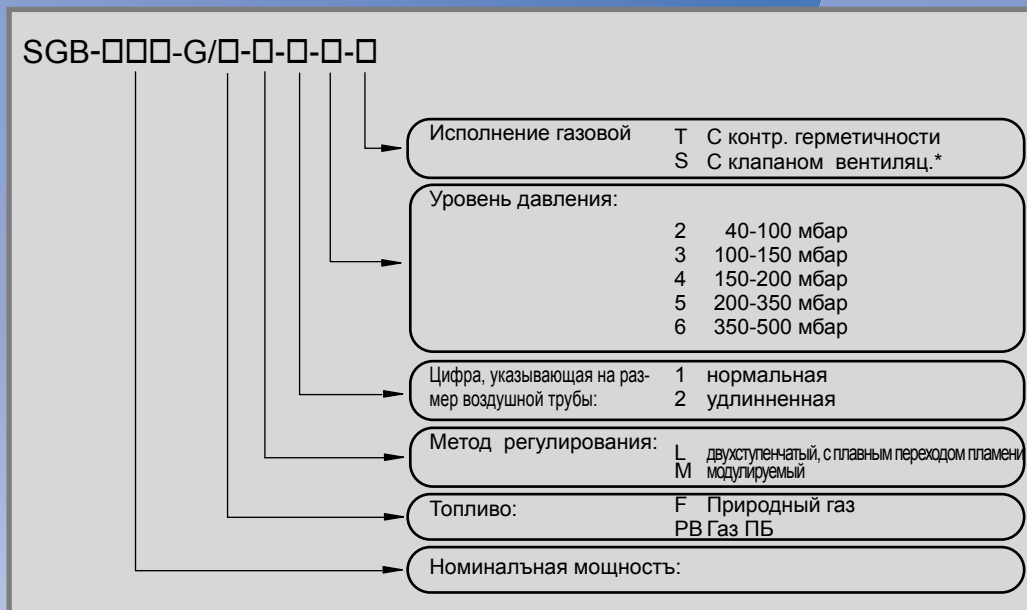 SGB-□□□-G/□-□-□-□-□
Исполнение газовой T С контр. герметичности
S С клапаном вентиляц.*
Уровень давления:
2 40-100 мбар
3 100-150 мбар
4 150-200 мбар
5 200-350 мбар
6 350-500 мбар
Цифра, указывающая на раз- 1 нормальная
мер воздушной трубы: 2 удлинненная
Метод регулирования: L двухступенчатый, с плавным переходом пламени
M модулируемый
Топливо: F Природный газ
PB Газ ПБ
Номиналъная мощностъ: